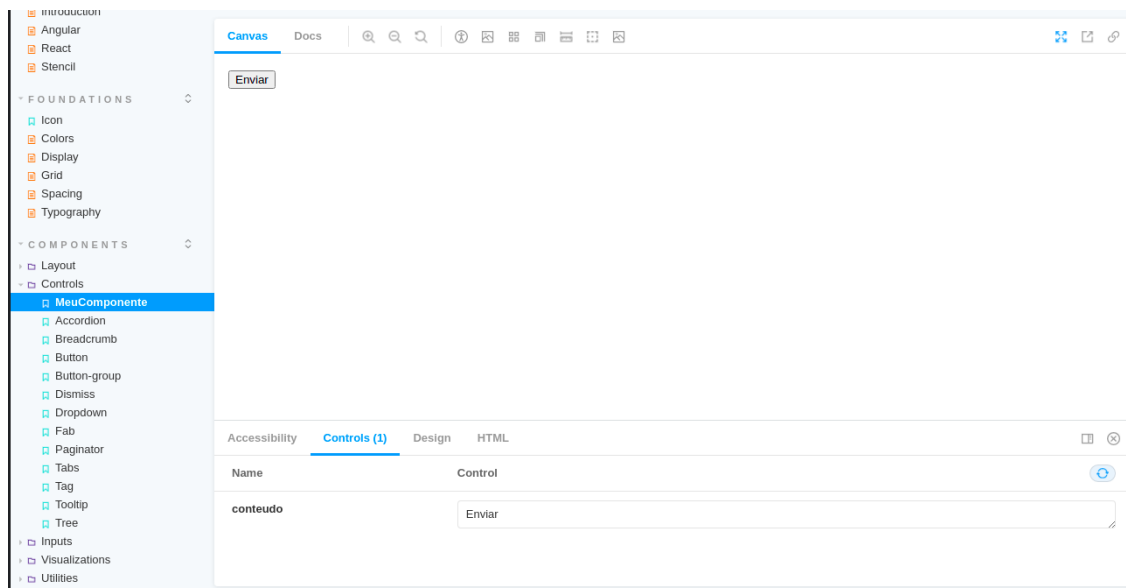 Introduction
Angular
React
Stencil
FOUNDATIONS
Icon
Colors
Display
Grid
Spacing
Typography
COMPONENTS
Layout
Controls
MeuComponente
Accordion
Breadcrumb
Button
Button-group
Dismiss
Dropdown
Fab
Paginator
Tabs
Tag
Tooltip
Tree
Inputs
Visualizations
Utilities
Canvas Docs
Enviar
Accessibility Controls (1) Design HTML
Name Control
conteudo Enviar